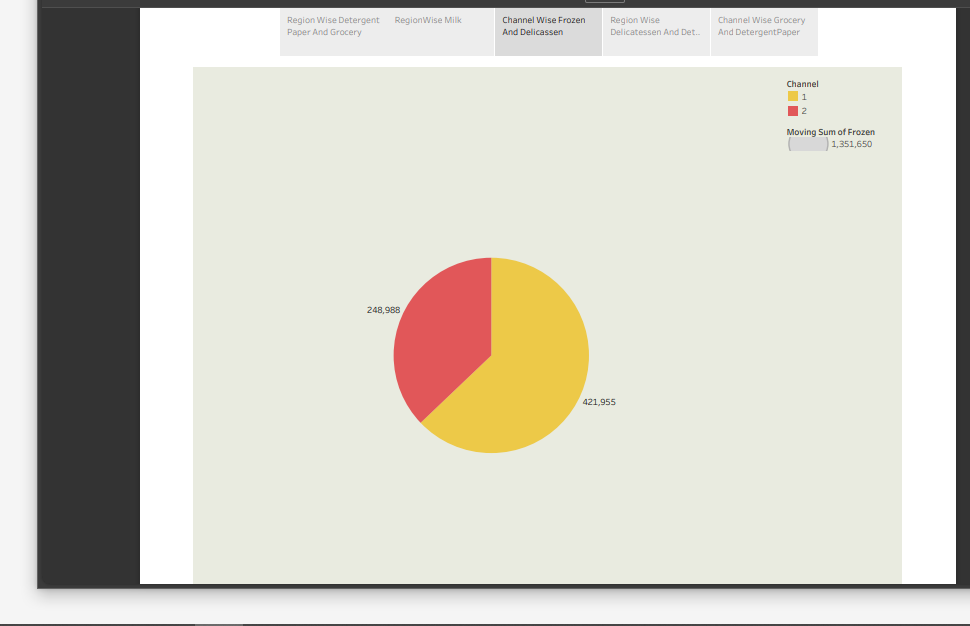 Region Wise Detergent
Paper And Grocery
RegionWise Milk
Channel Wise Frozen
And Delicassen
Region Wise
Delicatessen And Det..
Channel Wise Grocery
And DetergentPaper
Channel
1
2
Moving Sum of Frozen
1,351,650
248,988
421,955